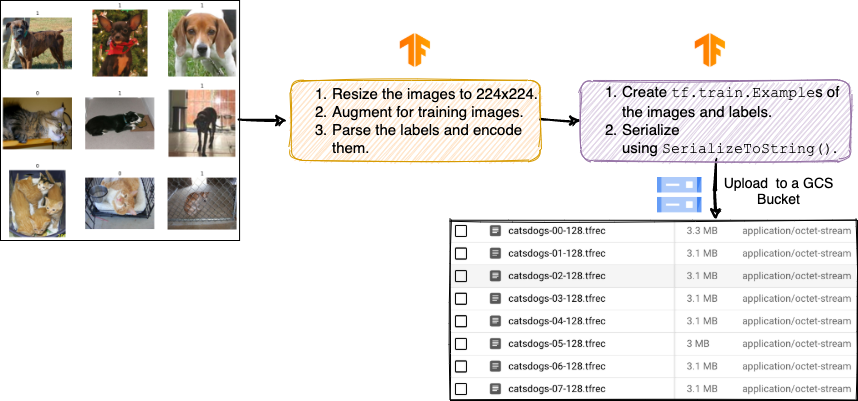 1 1 1
0 1 1
0 0 1
1. Resize the images to 224x224.
2. Augment for training images.
3. Parse the labels and encode
them.
1. Create tf.train.Examples of
the images and labels.
2. Serialize
using SerializeToString().
Upload to a GCS
Bucket
catsdogs-00-128.tfrec 3.3 MB application/octet-stream
catsdogs-01-128.tfrec 3.1 MB application/octet-stream
catsdogs-02-128.tfrec 3.1 MB application/octet-stream
catsdogs-03-128.tfrec 3.1 MB application/octet-stream
catsdogs-04-128.tfrec 3.1 MB application/octet-stream
catsdogs-05-128.tfrec 3 MB application/octet-stream
catsdogs-06-128.tfrec 3.1 MB application/octet-stream
catsdogs-07-128.tfrec 3.1 MB application/octet-stream